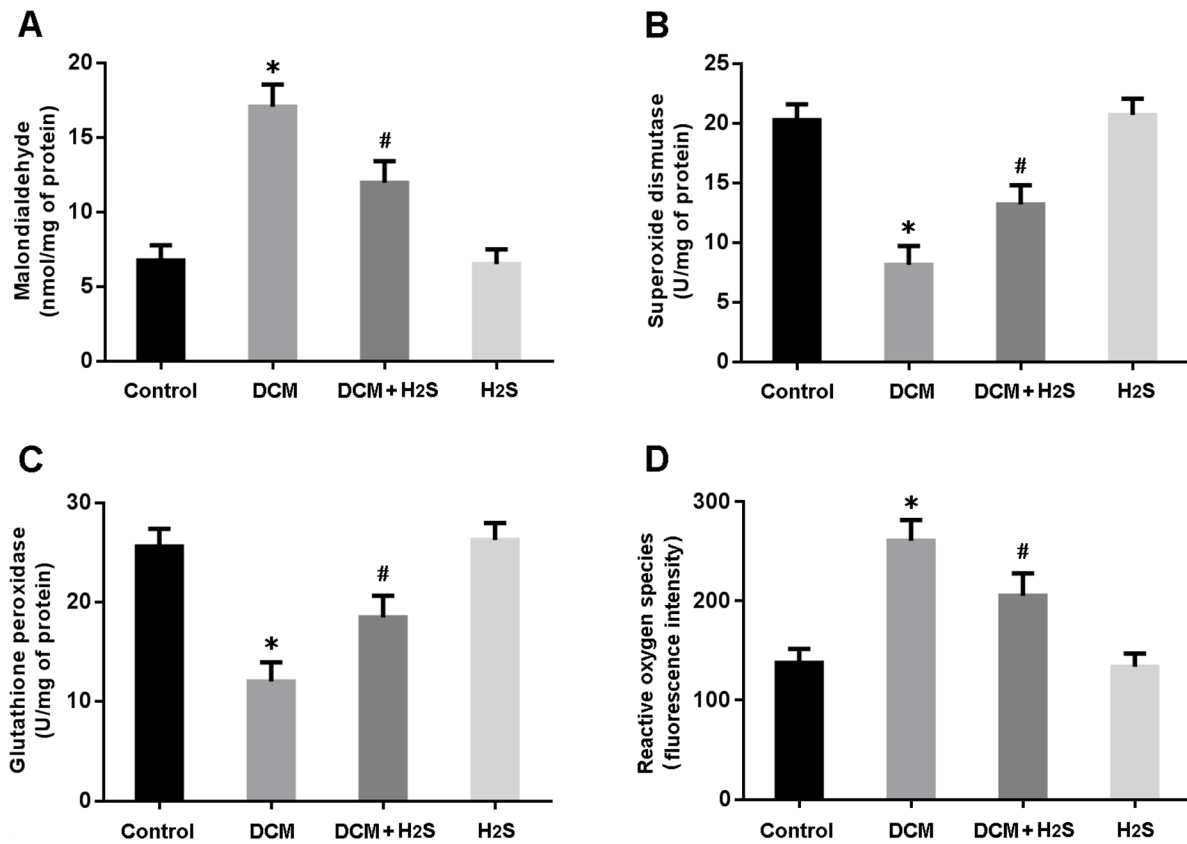 A
Malondialdehyde
(nmol/mg of protein)
20
15
10
5
0
*
#
Control DCM DCM+H2S H2S
B
Superoxide dismutase
(U/mg of protein)
25
20
15
10
5
0
*
#
Control DCM DCM+H2S H2S
C
Glutathione peroxidase
(U/mg of protein)
30
20
10
0
*
#
Control DCM DCM+H2S H2S
D
Reactive oxygen species
(fluorescence intensity)
300
200
100
0
*
#
Control DCM DCM+H2S H2S